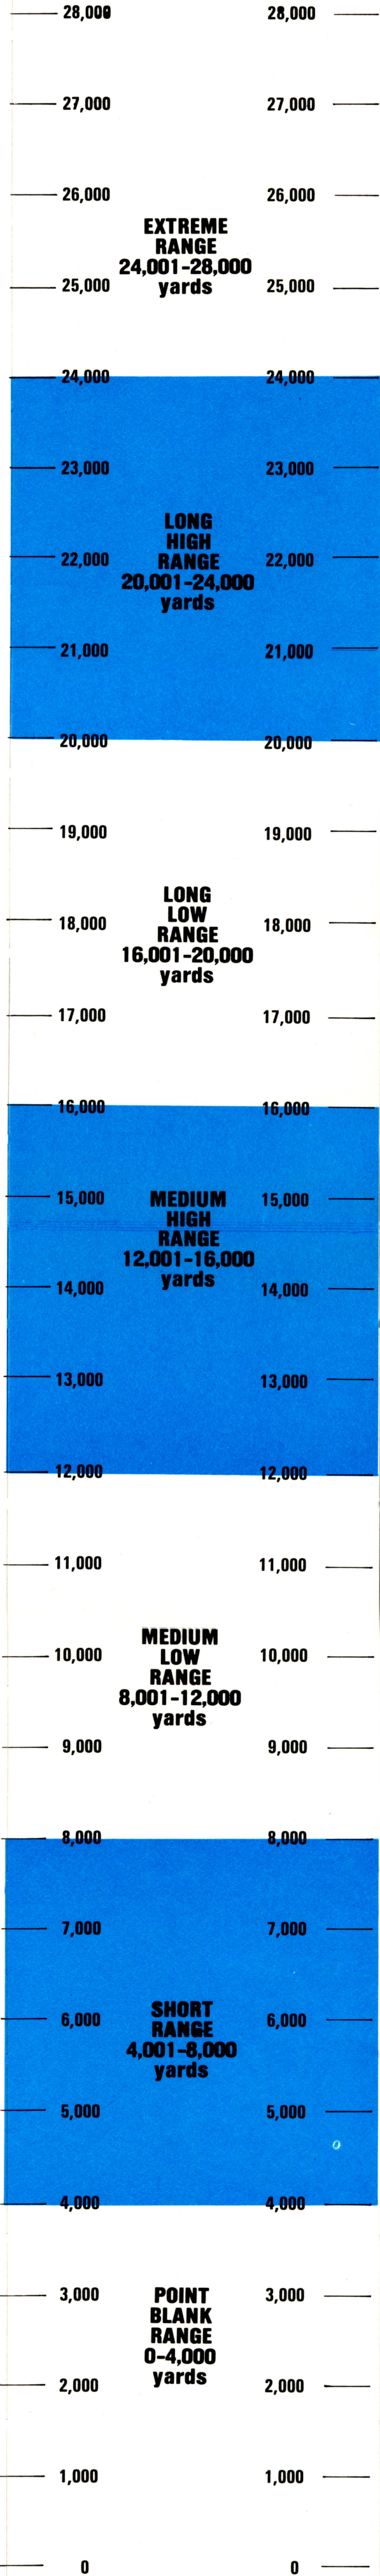 28,000 28,000
27,000 27,000
26,000 26,000
EXTREME
RANGE
24,001-28,000
yards
25,000 25,000
24,000 24,000
23,000 23,000
LONG
HIGH
RANGE
22,000 22,000
20,001-24,000
yards
21,000 21,000
20,000 20,000
19,000 19,000
LONG
LOW
18,000 18,000
RANGE
16,001-20,000
yards
17,000 17,000
16,000 16,000
15,000 MEDIUM 15,000
HIGH
RANGE
12,001-16,000
yards
14,000 14,000
13,000 13,000
12,000 12,000
11,000 11,000
MEDIUM
10,000 LOW 10,000
RANGE
8,001-12,000
yards
9,000 9,000
8,000 8,000
7,000 7,000
SHORT
6,000 RANGE 6,000
4,001-8,000
yards
5,000 5,000
4,000 4,000
3,000 POINT 3,000
BLANK
RANGE
0-4,000
yards
2,000 2,000
1,000 1,000
0 0